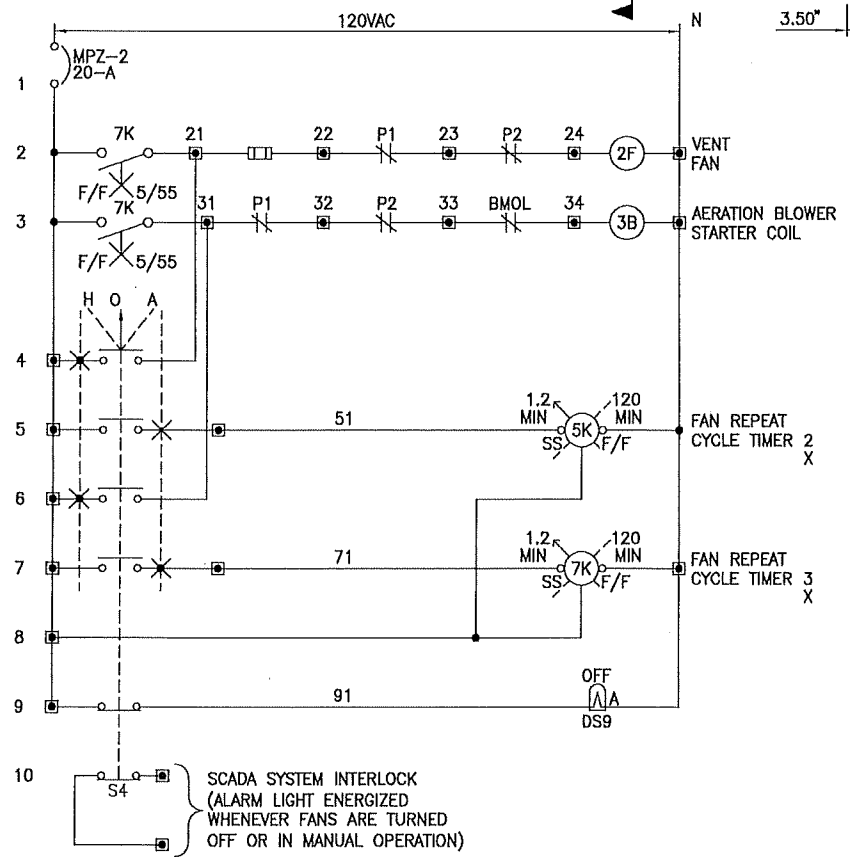 120VAC
N
3.50"
MPZ-2
20-A
1
7K 21 22 P1 23 P2 24
2
2F
VENT
FAN
F/F 5/55
7K 31 P1 32 P2 33 BMOL 34
3
3B
AERATION BLOWER
STARTER COIL
F/F 5/55
H O A
4
1.2
MIN
120
MIN
5
51
5K
SS
F/F
FAN REPEAT
CYCLE TIMER 2
X
6
1.2
MIN
120
MIN
7
71
7K
SS
F/F
FAN REPEAT
CYCLE TIMER 3
X
8
OFF
9
91
A
DS9
10
S4
SCADA SYSTEM INTERLOCK
(ALARM LIGHT ENERGIZED
WHENEVER FANS ARE TURNED
OFF OR IN MANUAL OPERATION)